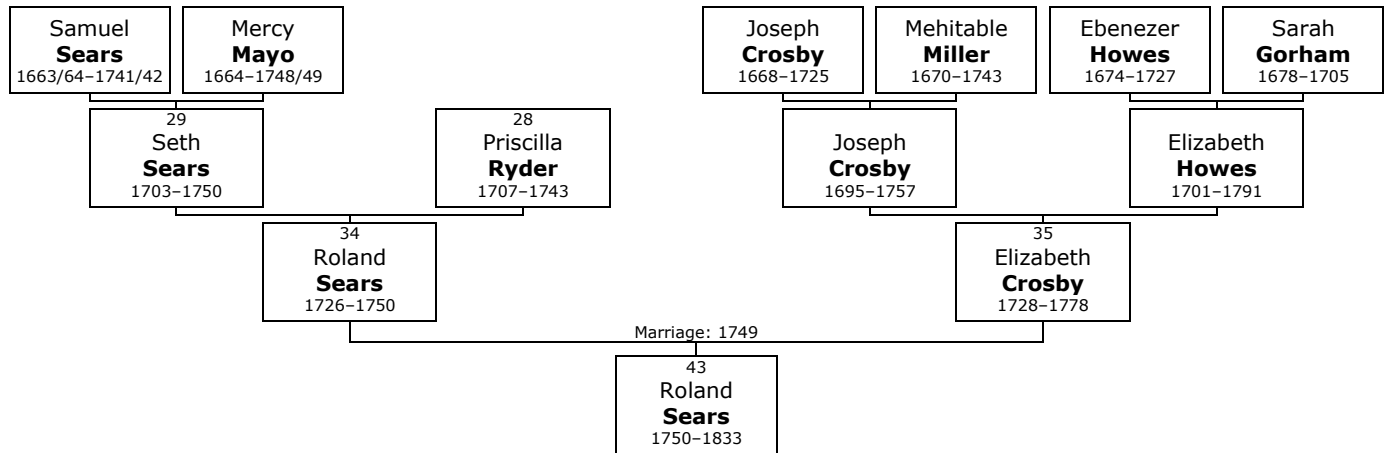 Samuel
Sears
1663/64–1741/42
Mercy
Mayo
1664–1748/49
Joseph
Crosby
1668–1725
Mehitable
Miller
1670–1743
Ebenezer
Howes
1674–1727
Sarah
Gorham
1678–1705
29
Seth
Sears
1703–1750
28
Priscilla
Ryder
1707–1743
Joseph
Crosby
1695–1757
Elizabeth
Howes
1701–1791
34
Roland
Sears
1726–1750
35
Elizabeth
Crosby
1728–1778
Marriage: 1749
43
Roland
Sears
1750–1833